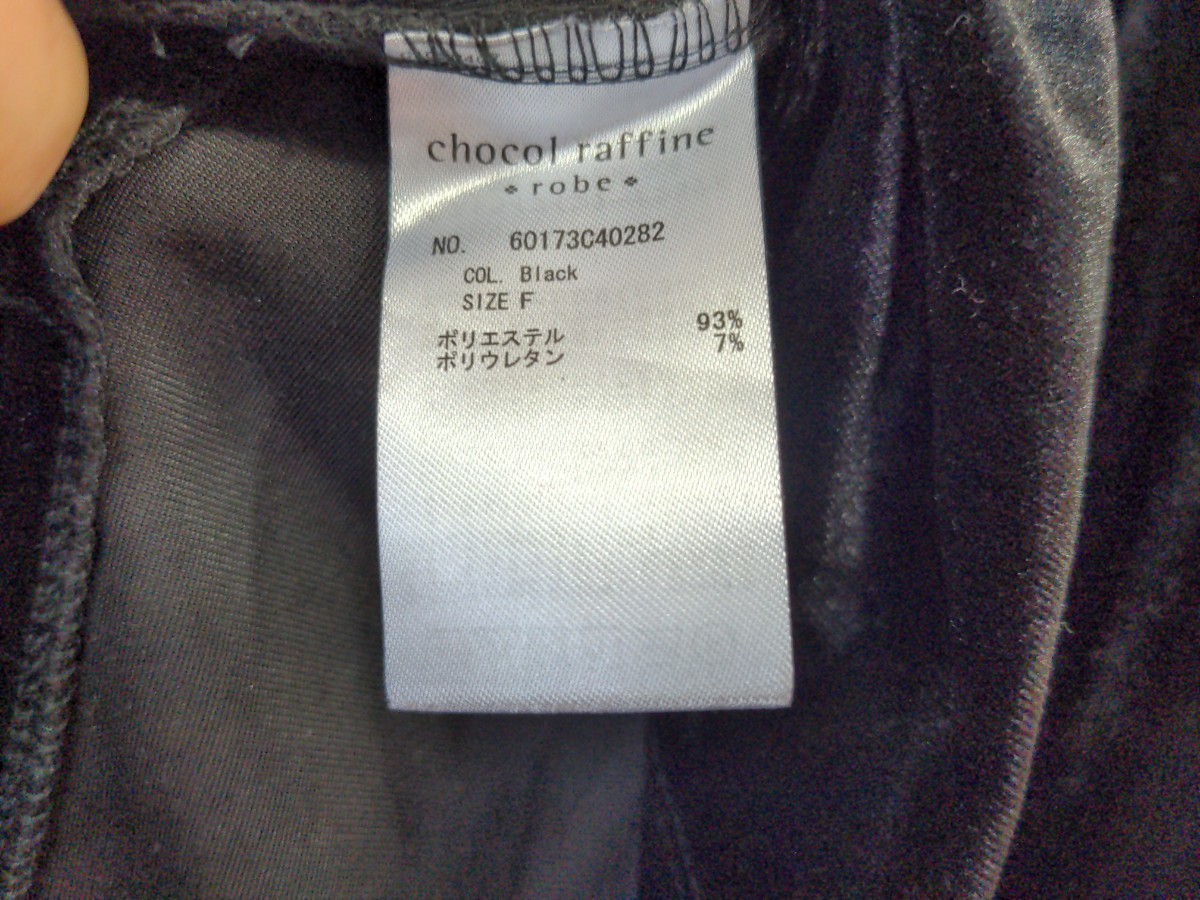 chocol raffine
robe
NO. 60173C40282
COL. Black
SIZE F
ポリエステル 93%
ポリウレタン 7%